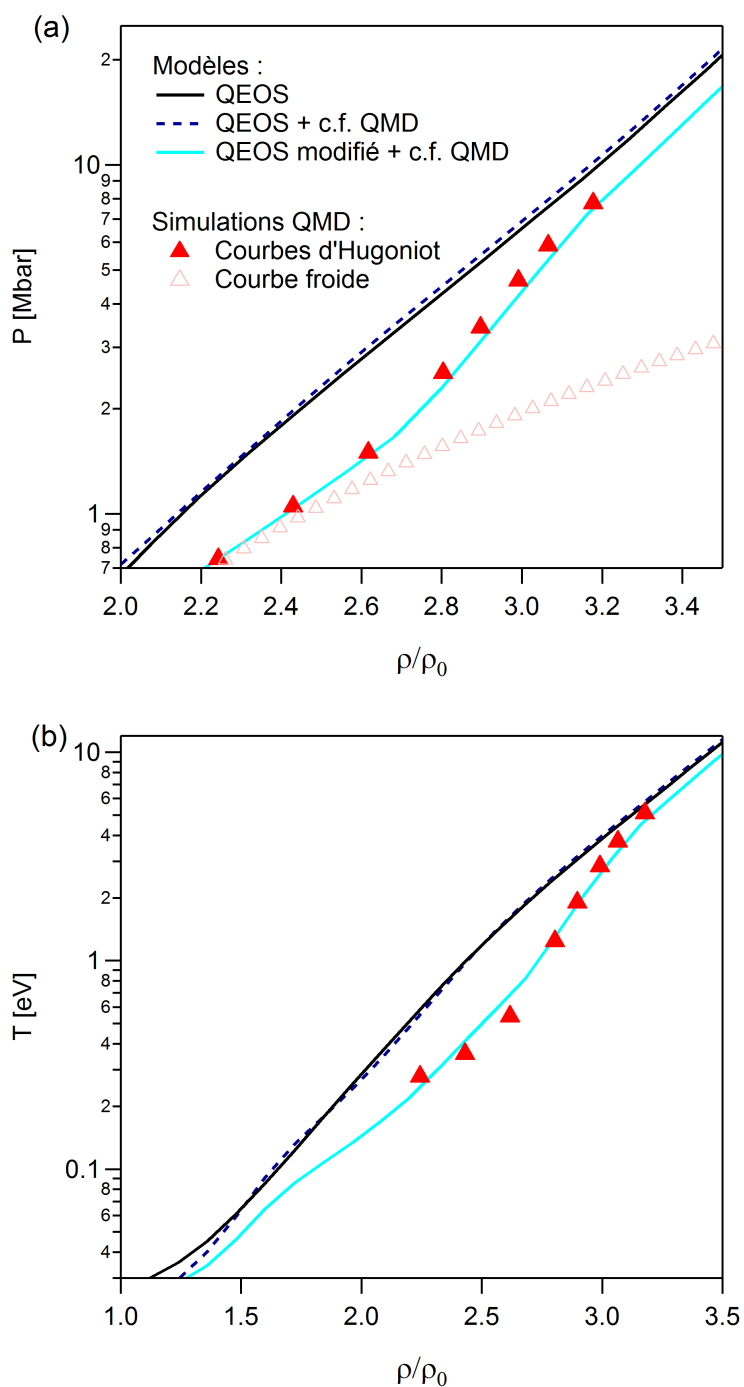 (a)
Modèles :
QEOS
QEOS + c.f. QMD
QEOS modifié + c.f. QMD
Simulations QMD :
Courbes d'Hugoniot
Courbe froide
P [Mbar]
2
10
9
8
7
6
5
4
3
2
1
9
8
7
2.0 2.2 2.4 2.6 2.8 3.0 3.2 3.4
ρ/ρ0
(b)
T [eV]
10
8
6
4
2
1
8
6
4
2
0.1
8
6
4
1.0 1.5 2.0 2.5 3.0 3.5
ρ/ρ0